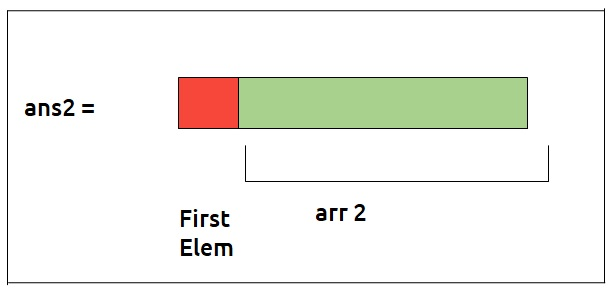 ans2 =
First
Elem
arr 2